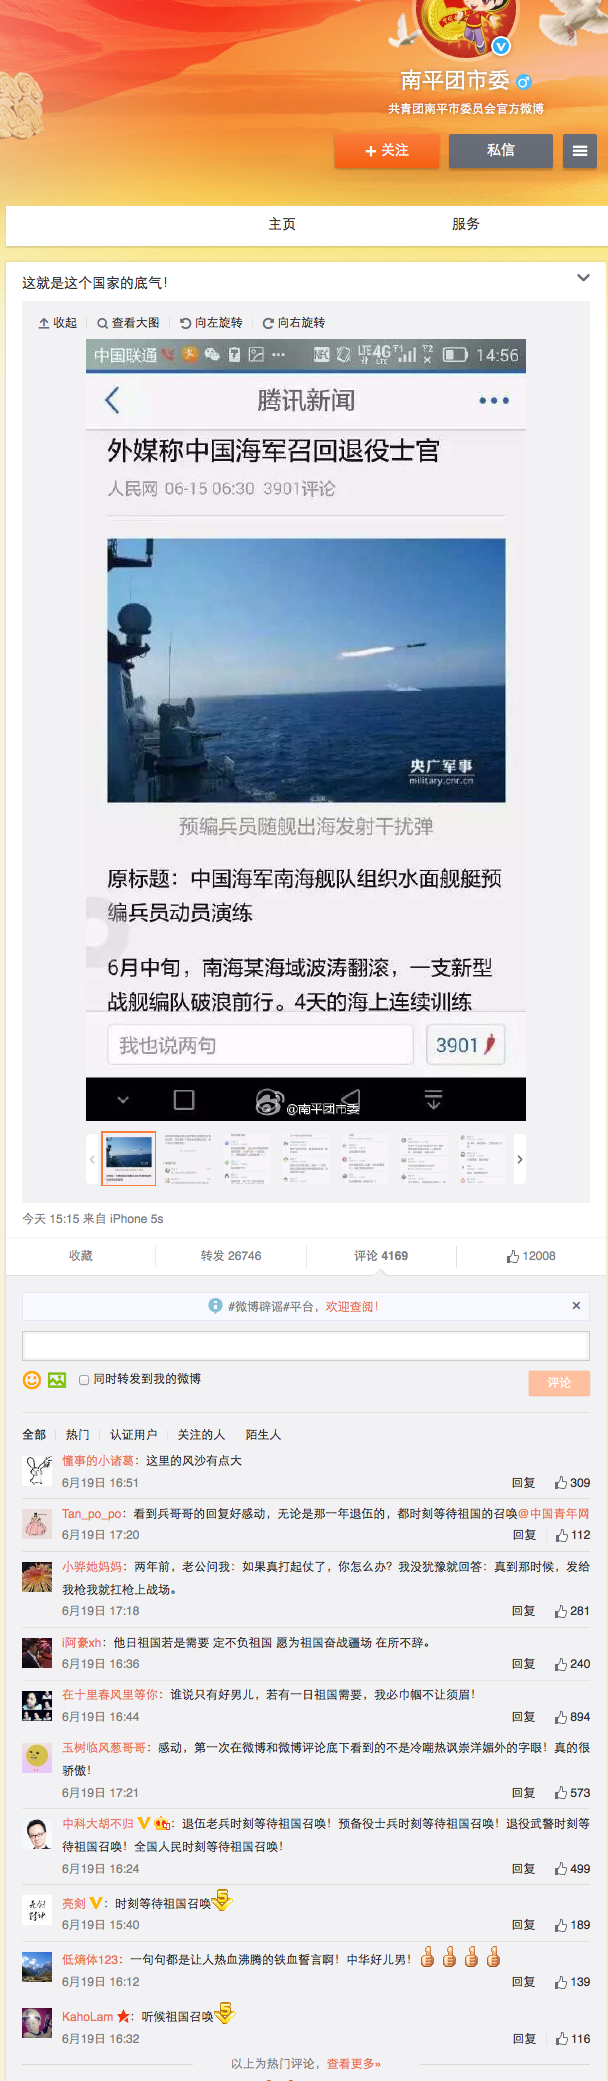 南平团市委
共青团南平市委员会官方微博
+ 关注
私信
主页
服务
这就是这个国家的底气!
收起
查看大图
向左旋转
向右旋转
中国联通
NFC LTE 4G 14:56
腾讯新闻
外媒称中国海军召回退役士官
人民网 06-15 06:30 3901评论
央广军事
military.cnr.cn
预编兵员随舰出海发射干扰弹
原标题：中国海军南海舰队组织水面舰艇预
编兵员动员演练
6月中旬，南海某海域波涛翻滚，一支新型
战舰编队破浪前行。4天的海上连续训练
我也说两句
3901
@南平团市委
今天 15:15 来自 iPhone 5s
收藏
转发 26746
评论 4169
12008
#微博辟谣#平台，欢迎查阅!
×
同时转发到我的微博
评论
全部 热门 认证用户 关注的人 陌生人
懂事的小诸葛：这里的风沙有点大
6月19日 16:51 回复 309
Tan_po_po：看到兵哥哥的回复好感动，无论是那一年退伍的，都时刻等待祖国的召唤@中国青年网
6月19日 17:20 回复 112
小骅她妈妈：两年前，老公问我：如果真打起仗了，你怎么办？我没犹豫就回答：真到那时候，发给
我枪我就扛枪上战场。
6月19日 17:18 回复 281
i阿豪xh：他日祖国若是需要 定不负祖国 愿为祖国奋战疆场 在所不辞。
6月19日 16:36 回复 240
在十里春风里等你：谁说只有好男儿，若有一日祖国需要，我必巾帼不让须眉！
6月19日 16:44 回复 894
玉树临风葱哥哥：感动，第一次在微博和微博评论底下看到的不是冷嘲热讽崇洋媚外的字眼！真的很
骄傲！
6月19日 17:21 回复 573
中科大胡不归：退伍老兵时刻等待祖国召唤！预备役士兵时刻等待祖国召唤！退役武警时刻等
待祖国召唤！全国人民时刻等待祖国召唤！
6月19日 16:24 回复 499
亮剑：时刻等待祖国召唤
6月19日 15:40 回复 189
低熵体123：一句句都是让人热血沸腾的铁血誓言啊！中华好儿男！
6月19日 16:12 回复 139
KahoLam：听候祖国召唤
6月19日 16:32 回复 116
以上为热门评论，查看更多»